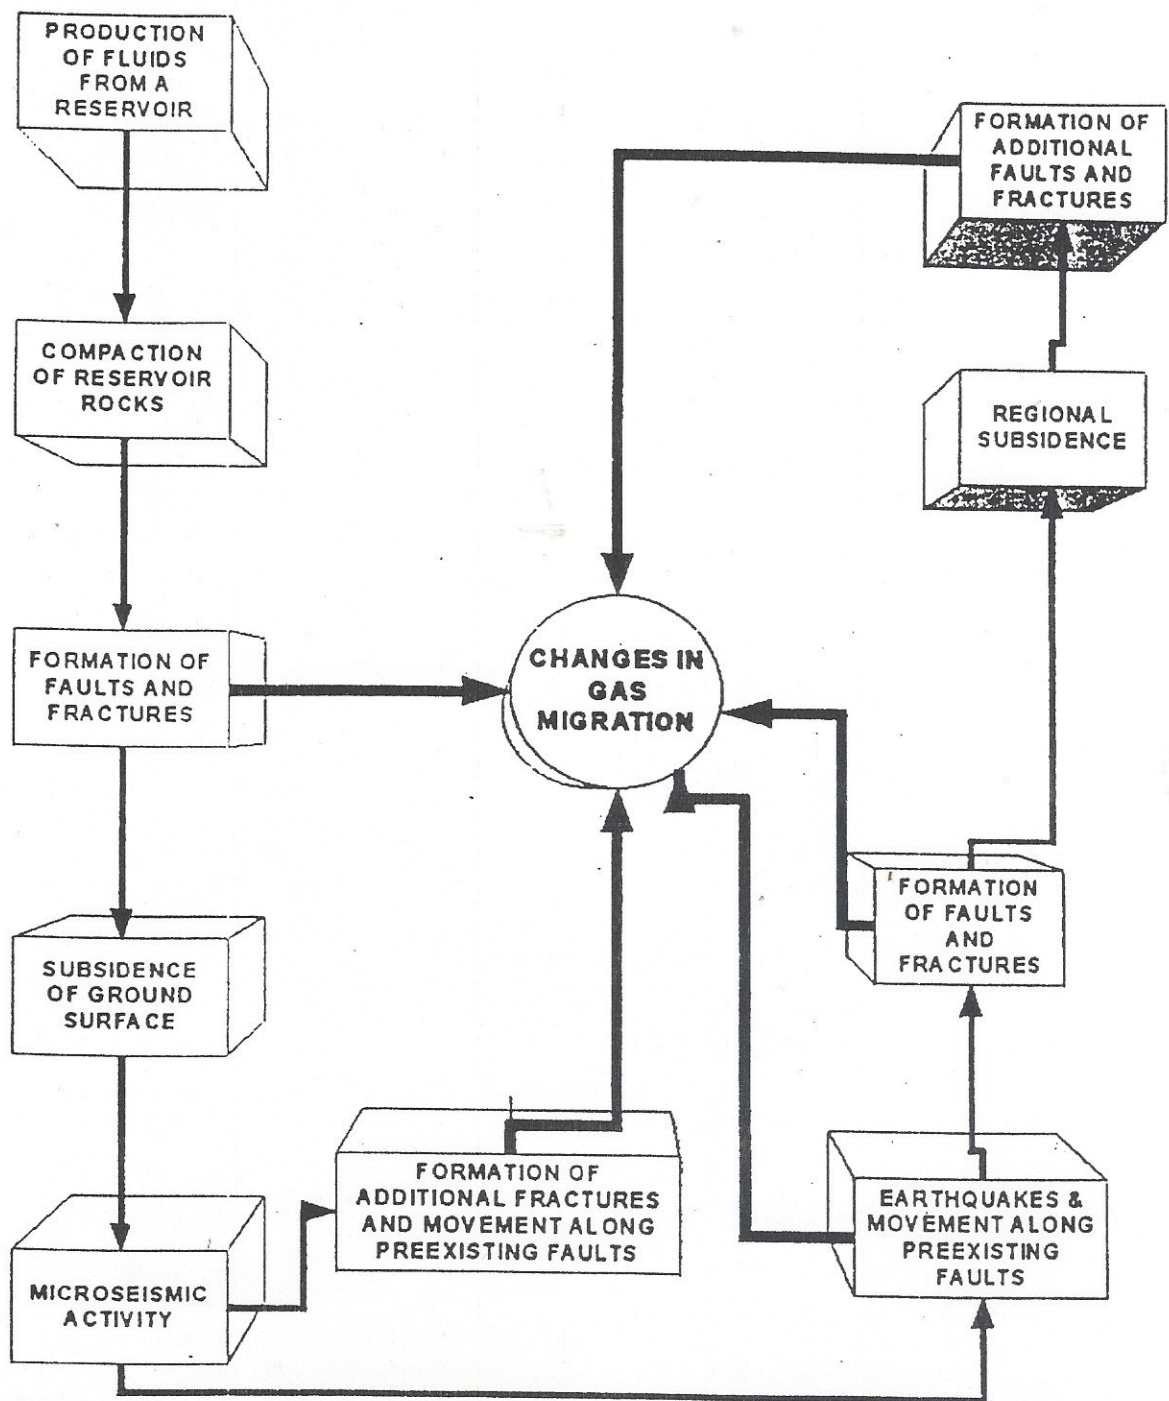 PRODUCTION
OF FLUIDS
FROM A
RESERVOIR
COMPACTION
OF RESERVOIR
ROCKS
FORMATION OF
FAULTS AND
FRACTURES
SUBSIDENCE
OF GROUND
SURFACE
MICROSEISMIC
ACTIVITY
FORMATION OF
ADDITIONAL FRACTURES
AND MOVEMENT ALONG
PREEXISTING FAULTS
CHANGES IN
GAS
MIGRATION
EARTHQUAKES &
MOVEMENT ALONG
PREEXISTING
FAULTS
FORMATION
OF FAULTS
AND
FRACTURES
REGIONAL
SUBSIDENCE
FORMATION OF
ADDITIONAL
FAULTS AND
FRACTURES